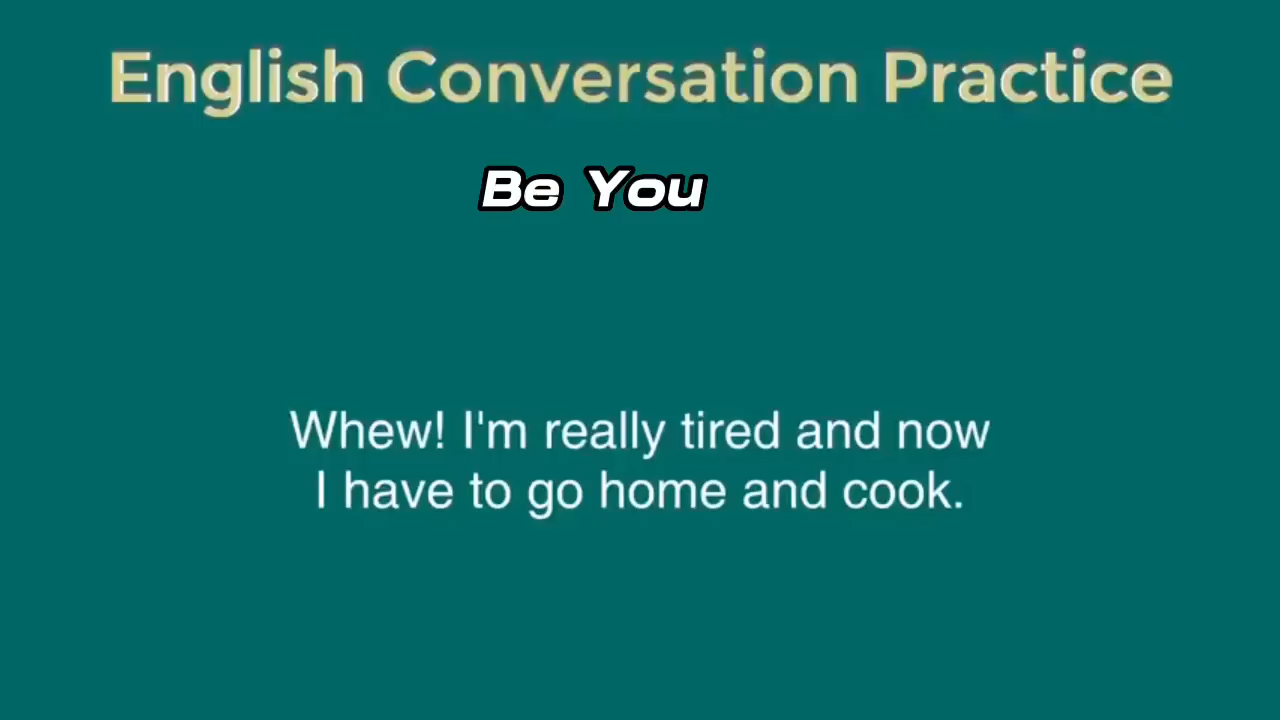 English Conversation Practice
Be You
Whew! I'm really tired and now
I have to go home and cook.